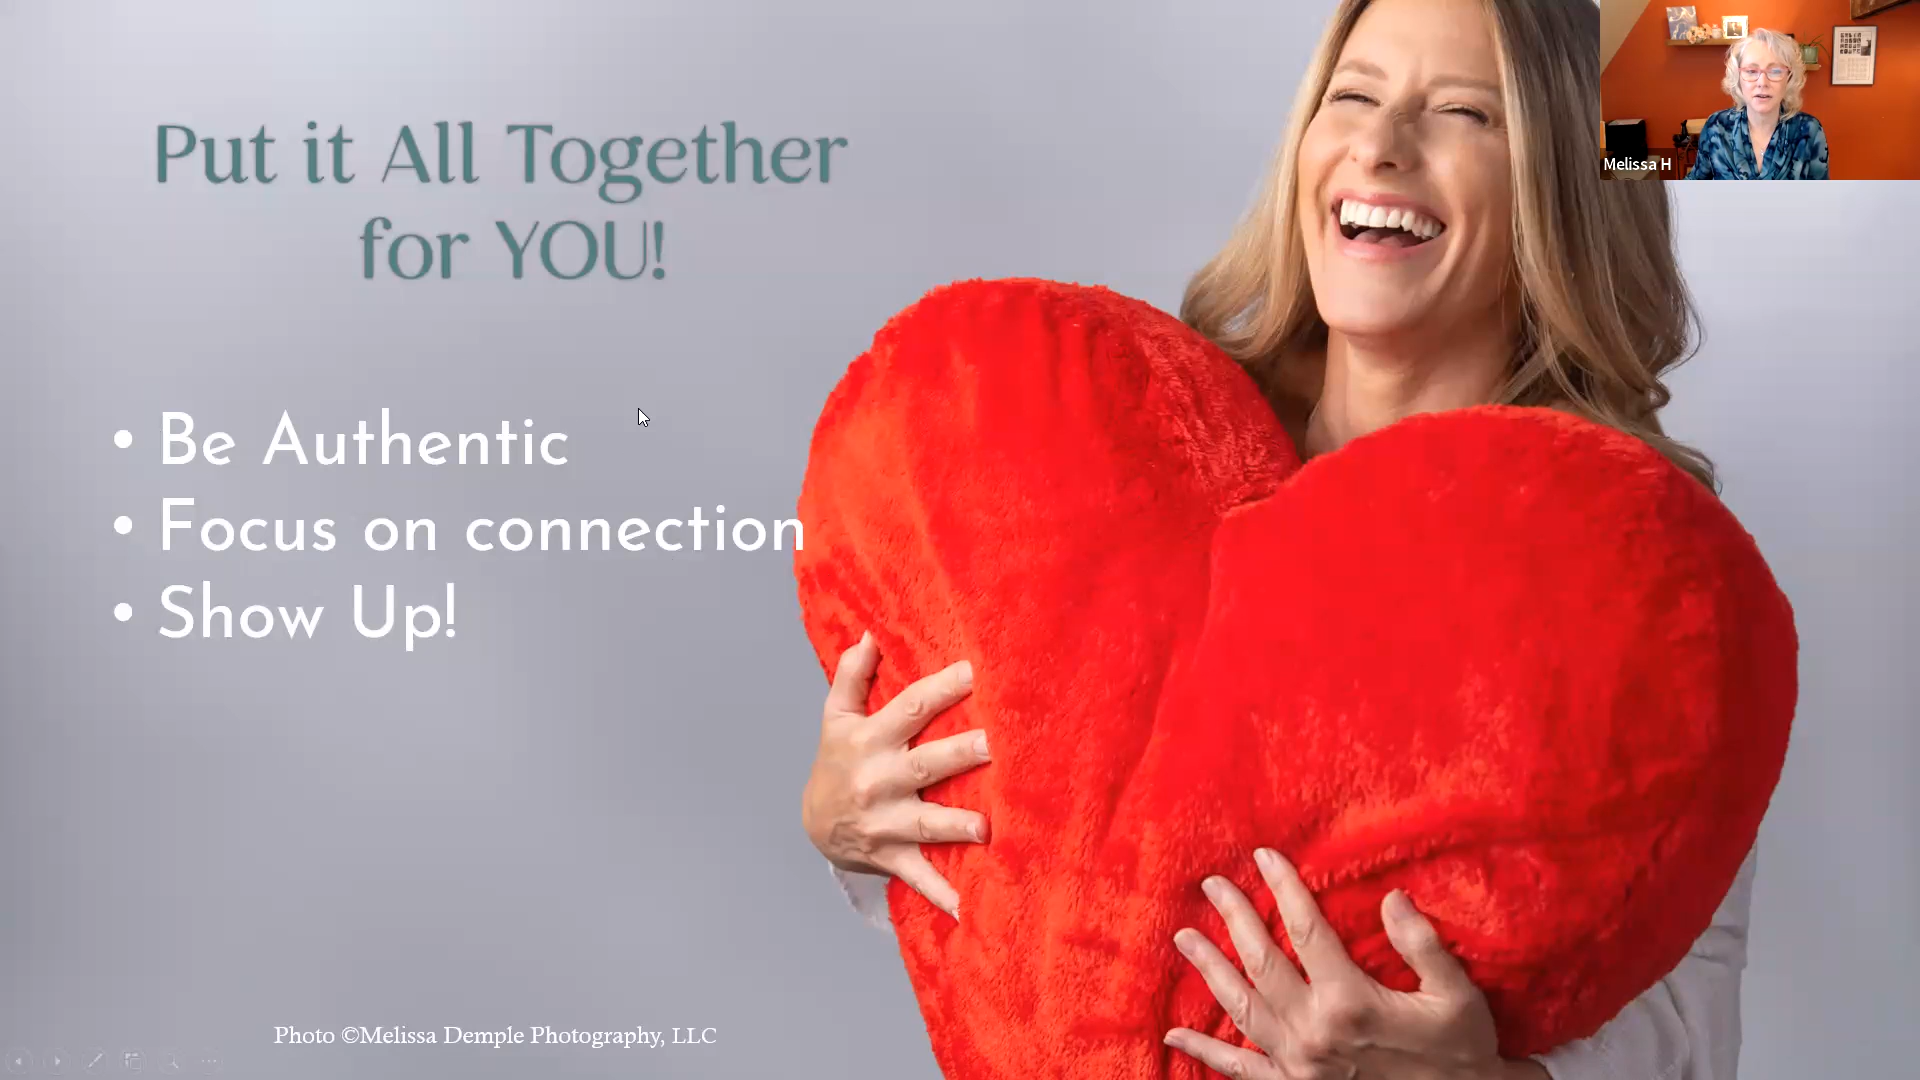 Put it All Together
for YOU!
• Be Authentic
• Focus on connection
• Show Up!
Photo ©Melissa Demple Photography, LLC
Melissa H